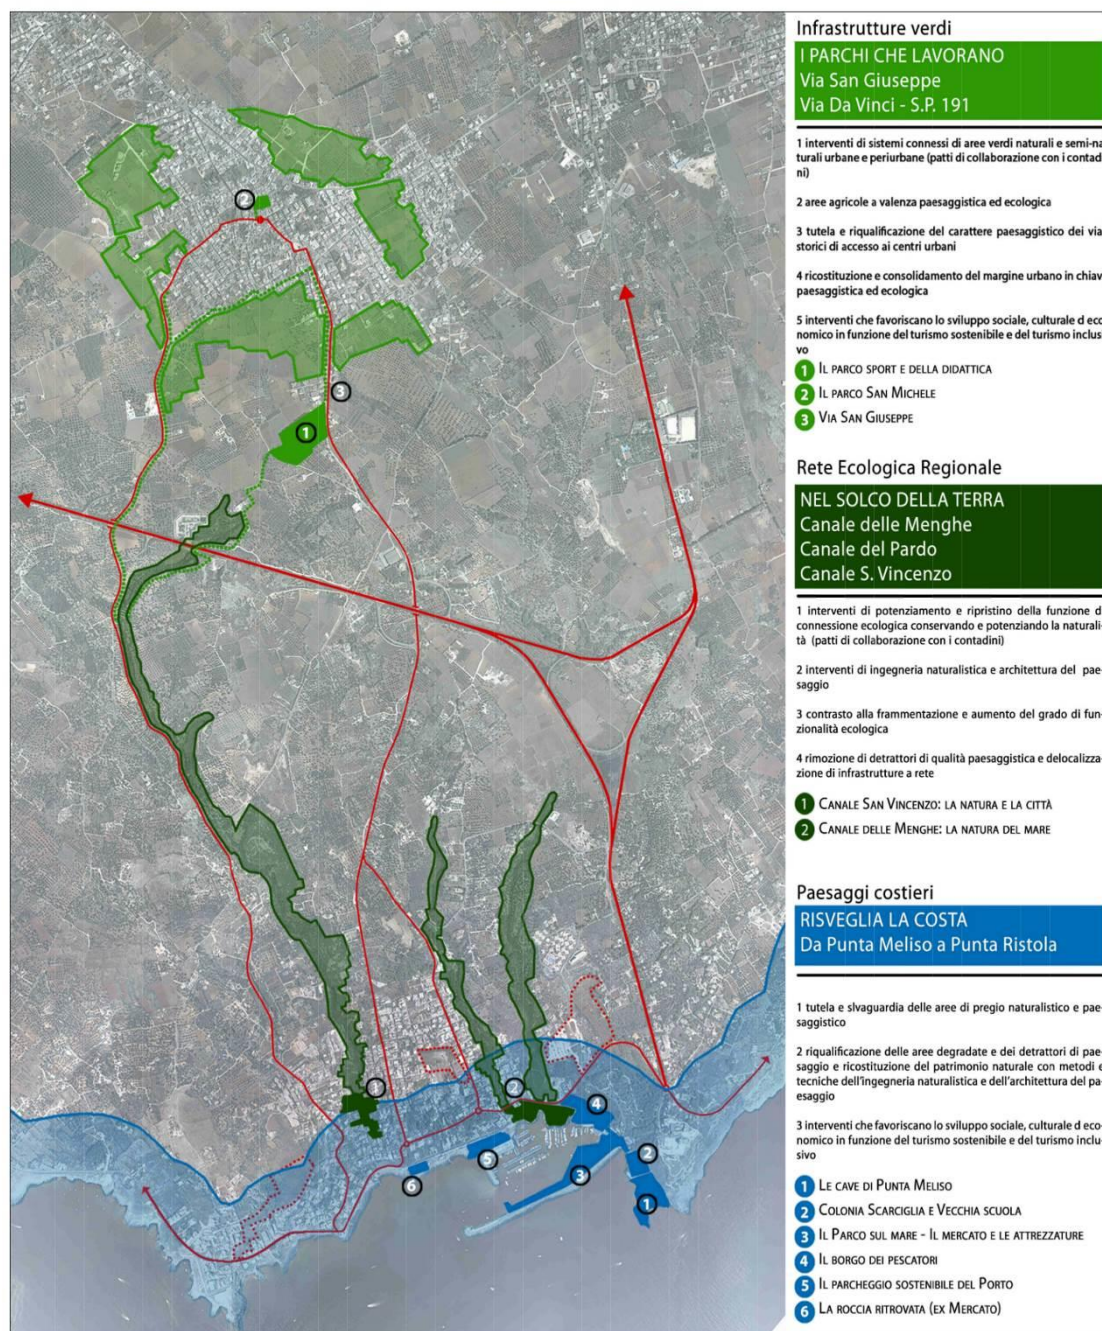 Infrastrutture verdi
I PARCHI CHE LAVORANO
Via San Giuseppe
Via Da Vinci - S.P. 191
1 interventi di sistemi connessi di aree verdi naturali e semi-na
turali urbane e periurbane (patti di collaborazione con i contad
ni)
2 aree agricole a valenza paesaggistica ed ecologica
3 tutela e riqualificazione del carattere paesaggistico dei via
storici di accesso ai centri urbani
4 ricostituzione e consolidamento del margine urbano in chiav
paesaggistica ed ecologica
5 interventi che favoriscano lo sviluppo sociale, culturale d eco
nomico in funzione del turismo sostenibile e del turismo inclus
vo
1 Il parco sport e della didattica
2 Il parco San Michele
3 Via San Giuseppe
Rete Ecologica Regionale
NEL SOLCO DELLA TERRA
Canale delle Menghe
Canale del Pardo
Canale S. Vincenzo
1 interventi di potenziamento e ripristino della funzione d
connessione ecologica conservando e potenziando la naturali-
tà (patti di collaborazione con i contadini)
2 interventi di ingegneria naturalistica e architettura del pae-
saggio
3 contrasto alla frammentazione e aumento del grado di fun-
zionalità ecologica
4 rimozione di detrattori di qualità paesaggistica e delocalizza-
zione di infrastrutture a rete
1 Canale San Vincenzo: la natura e la città
2 Canale delle Menghe: la natura del mare
Paesaggi costieri
RISVEGLIA LA COSTA
Da Punta Meliso a Punta Ristola
1 tutela e slvaguardia delle aree di pregio naturalistico e pae-
saggistico
2 riqualificazione delle aree degradate e dei detrattori di pae-
saggio e ricostituzione del patrimonio naturale con metodi e
tecniche dell'ingegneria naturalistica e dell'architettura del pa-
esaggio
3 interventi che favoriscano lo sviluppo sociale, culturale d eco-
nomico in funzione del turismo sostenibile e del turismo inclu-
sivo
1 Le cave di Punta Meliso
2 Colonia Scarciglia e Vecchia scuola
3 Il Parco sul mare - Il mercato e le attrezzature
4 Il borgo dei pescatori
5 Il parcheggio sostenibile del Porto
6 La roccia ritrovata (ex Mercato)
2
3
1
1
2
4
2
5
3
6
1